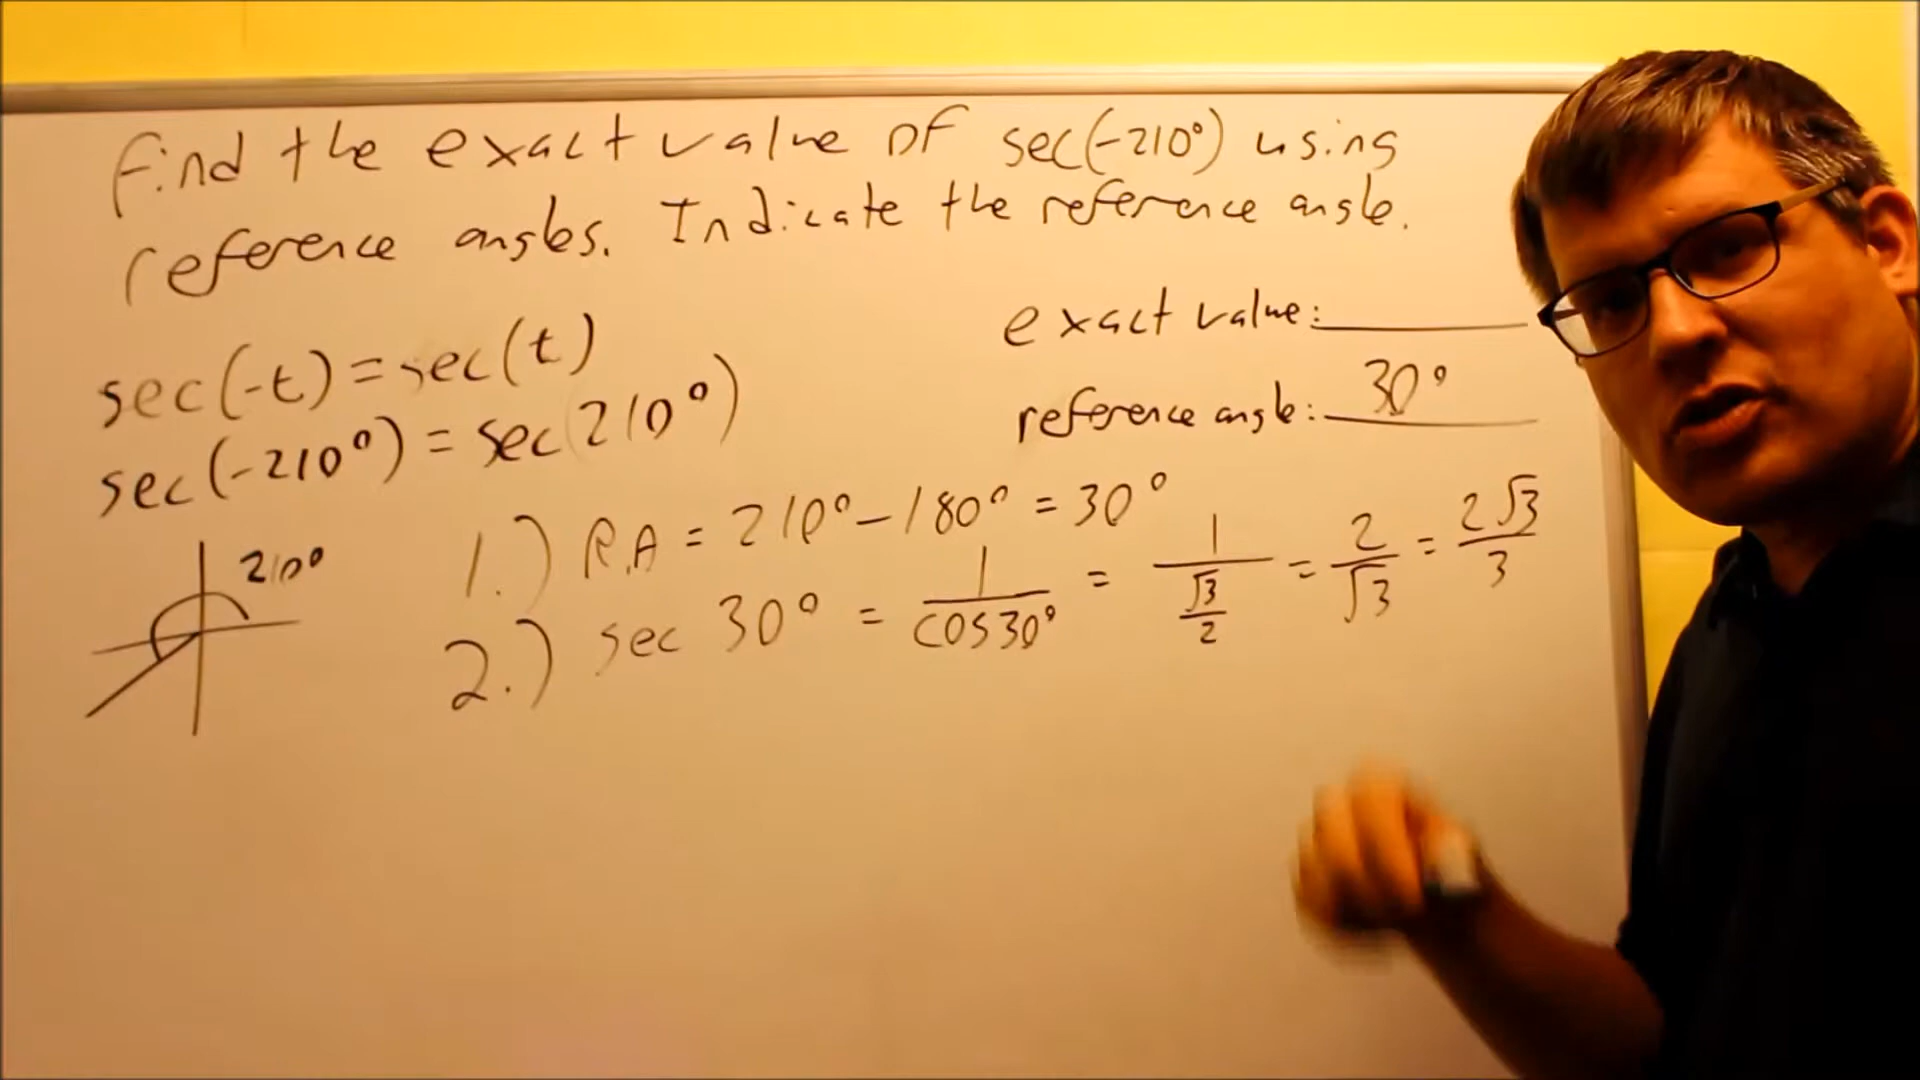 Find the exact value of sec(-210°) using
reference angles. Indicate the reference angle.
exact value:
reference angle: 30°
sec(-t) = sec(t)
sec(-210°) = sec(210°)
210°
1.) R.A = 210° - 180° = 30°
2.) sec 30° = 1/cos30° = 1/(√3/2) = 2/√3 = 2√3/3